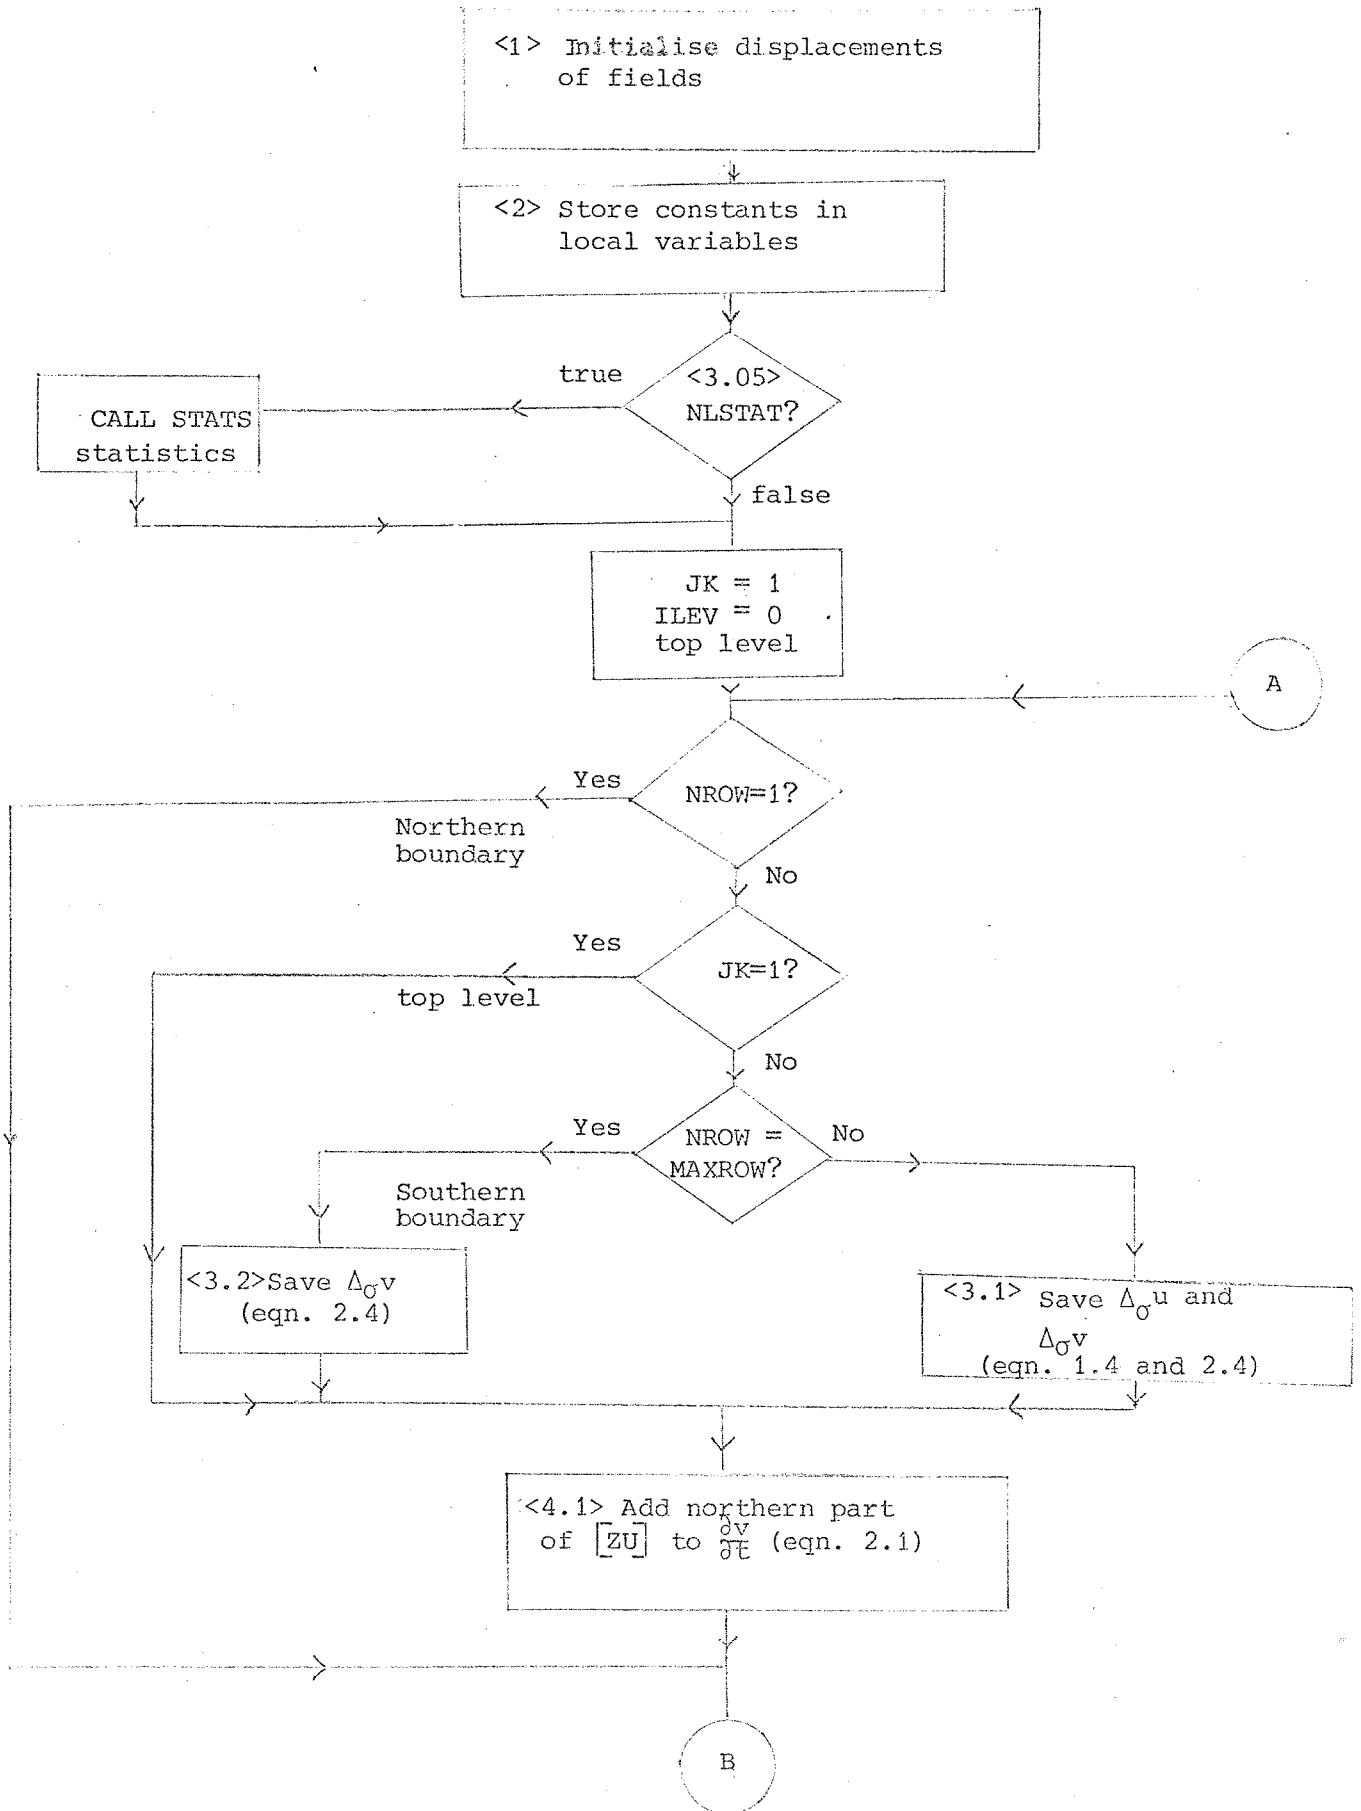 <1> Initialise displacements
of fields
<2> Store constants in
local variables
true
<3.05>
NLSTAT?
CALL STATS
statistics
false
JK = 1
ILEV = 0
top level
A
Yes
NROW=1?
Northern
boundary
No
Yes
JK=1?
top level
No
Yes
NROW =
MAXROW?
No
Southern
boundary
<3.2>Save Δσv
(eqn. 2.4)
<3.1> Save Δσu and
Δσv
(eqn. 1.4 and 2.4)
<4.1> Add northern part
of [ZU] to ∂v/∂t (eqn. 2.1)
B